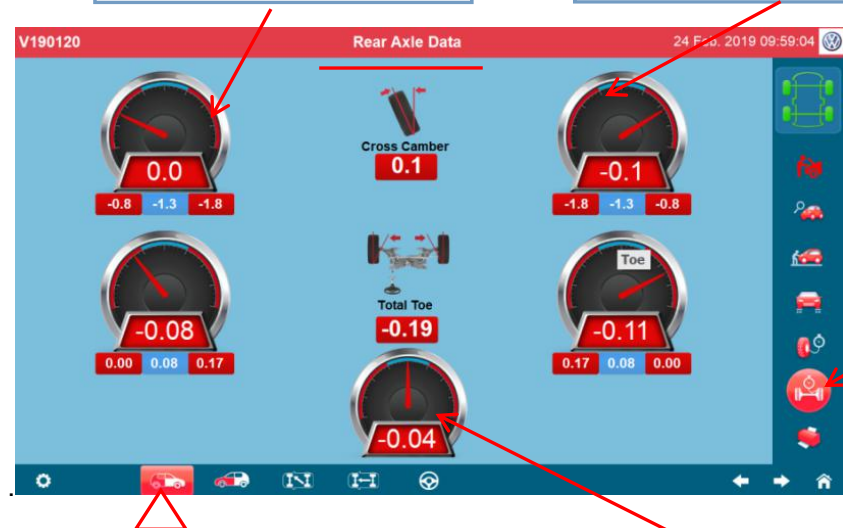 V190120 Rear Axle Data 24 Feb. 2019 09:59:04
Cross Camber
0.0 0.1 -0.1
-0.8 -1.3 -1.8 -1.8 -1.3 -0.8
Toe
Total Toe
-0.08 -0.19 -0.11
0.00 0.08 0.17 0.17 0.08 0.00
-0.04